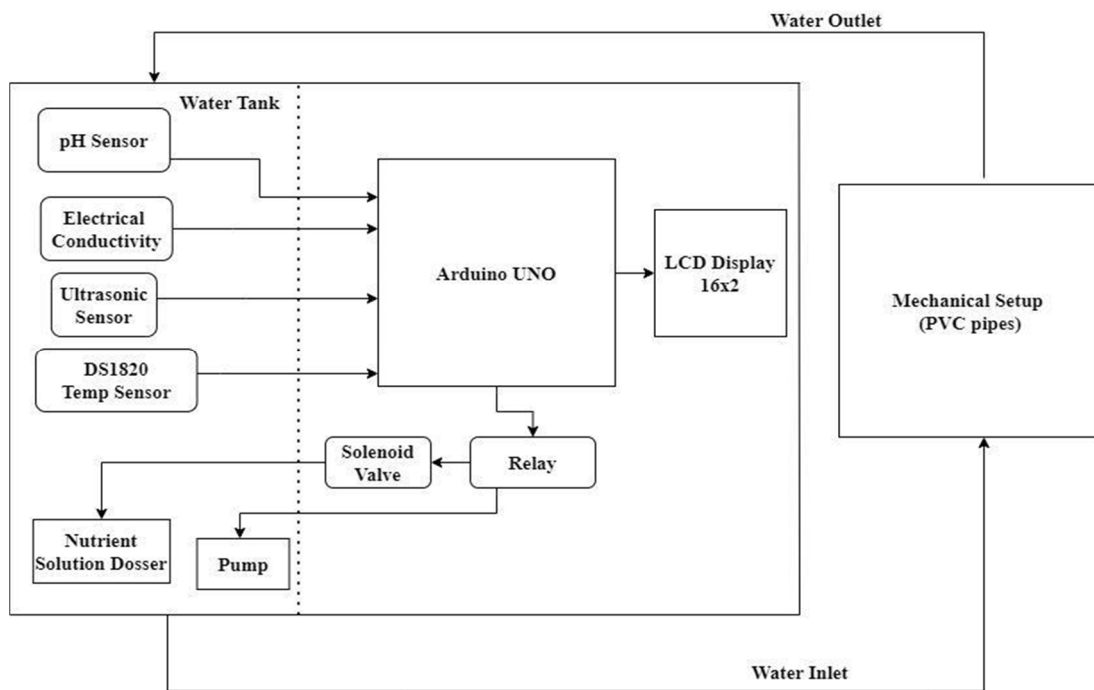 Water Outlet
Water Tank
pH Sensor
Electrical
Conductivity
Ultrasonic
Sensor
DS1820
Temp Sensor
Arduino UNO
LCD Display
16x2
Mechanical Setup
(PVC pipes)
Solenoid
Valve
Relay
Nutrient
Solution Dosser
Pump
Water Inlet